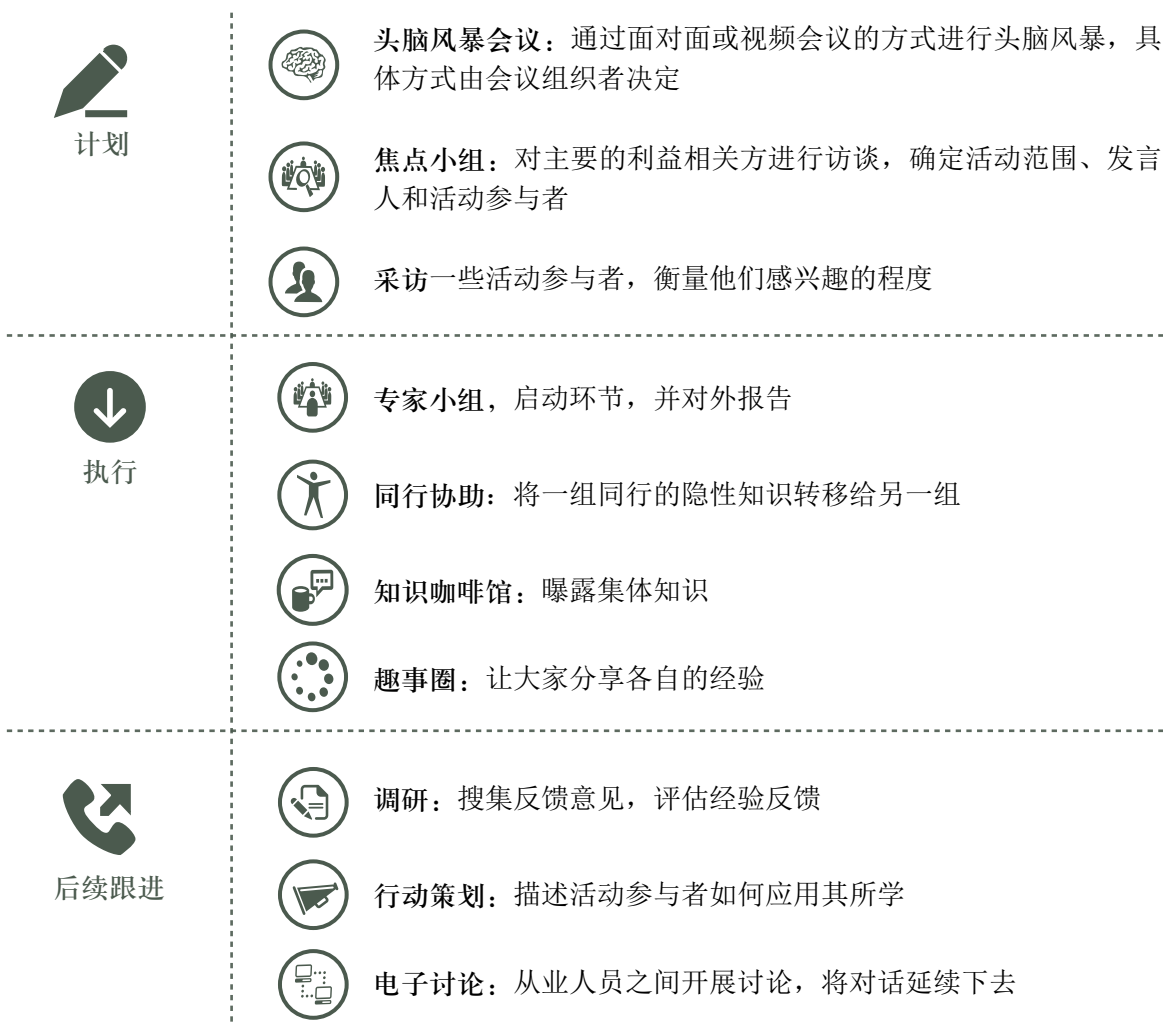 计划
头脑风暴会议：通过面对面或视频会议的方式进行头脑风暴，具
体方式由会议组织者决定
焦点小组：对主要的利益相关方进行访谈，确定活动范围、发言
人和活动参与者
采访一些活动参与者，衡量他们感兴趣的程度
执行
专家小组，启动环节，并对外报告
同行协助：将一组同行的隐性知识转移给另一组
知识咖啡馆：曝露集体知识
趣事圈：让大家分享各自的经验
后续跟进
调研：搜集反馈意见，评估经验反馈
行动策划：描述活动参与者如何应用其所学
电子讨论：从业人员之间开展讨论，将对话延续下去